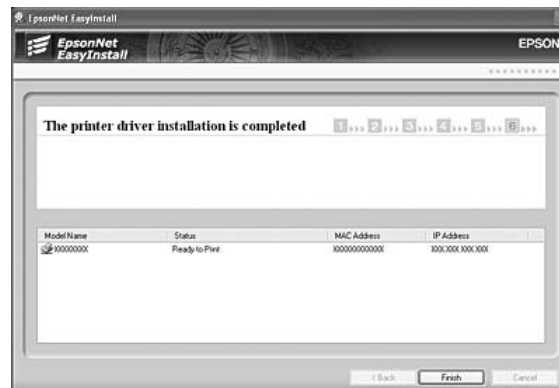 EpsonNet EasyInstall
EpsonNet
EasyInstall
EPSON
The printer driver installation is completed
1 2 3 4 5 6
Model Name Status MAC Address IP Address
XXXXXXXX Ready to Print XXXXXXXXXXXX XXX.XXX.XXX.XXX
< Back Finish Cancel